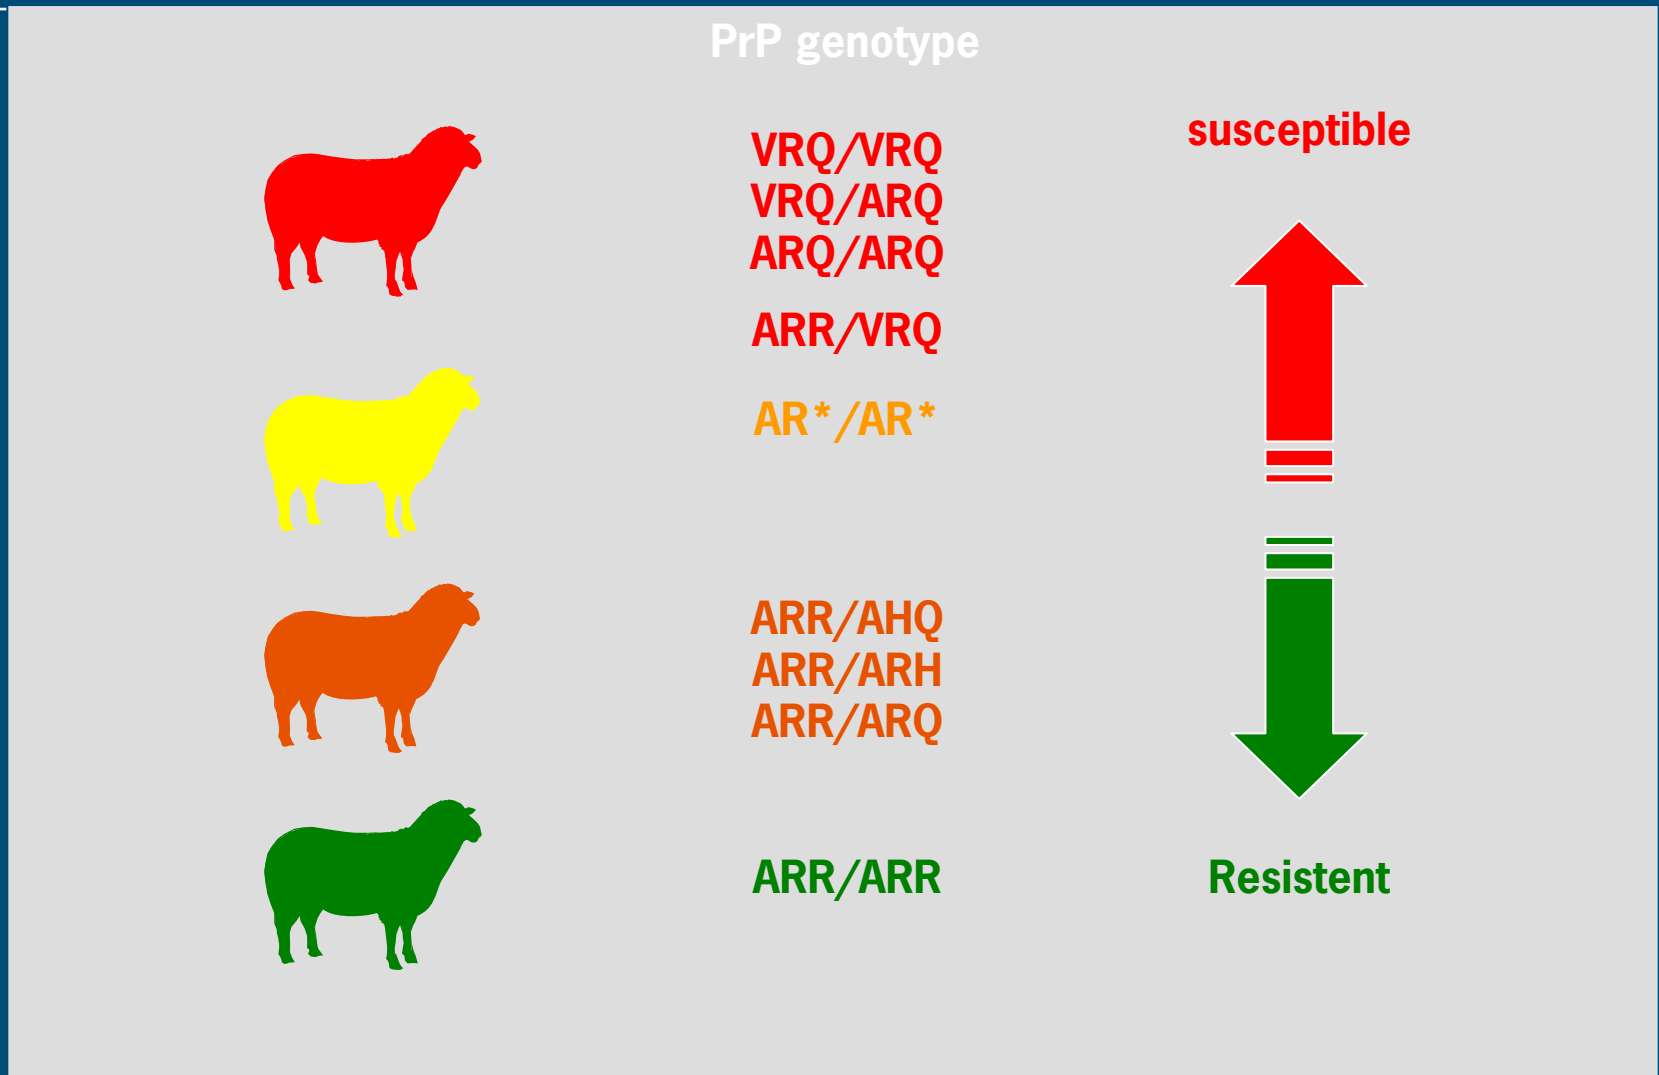 PrP genotype
susceptible
VRQ/VRQ
VRQ/ARQ
ARQ/ARQ
ARR/VRQ
AR*/AR*
ARR/AHQ
ARR/ARH
ARR/ARQ
ARR/ARR
Resistent